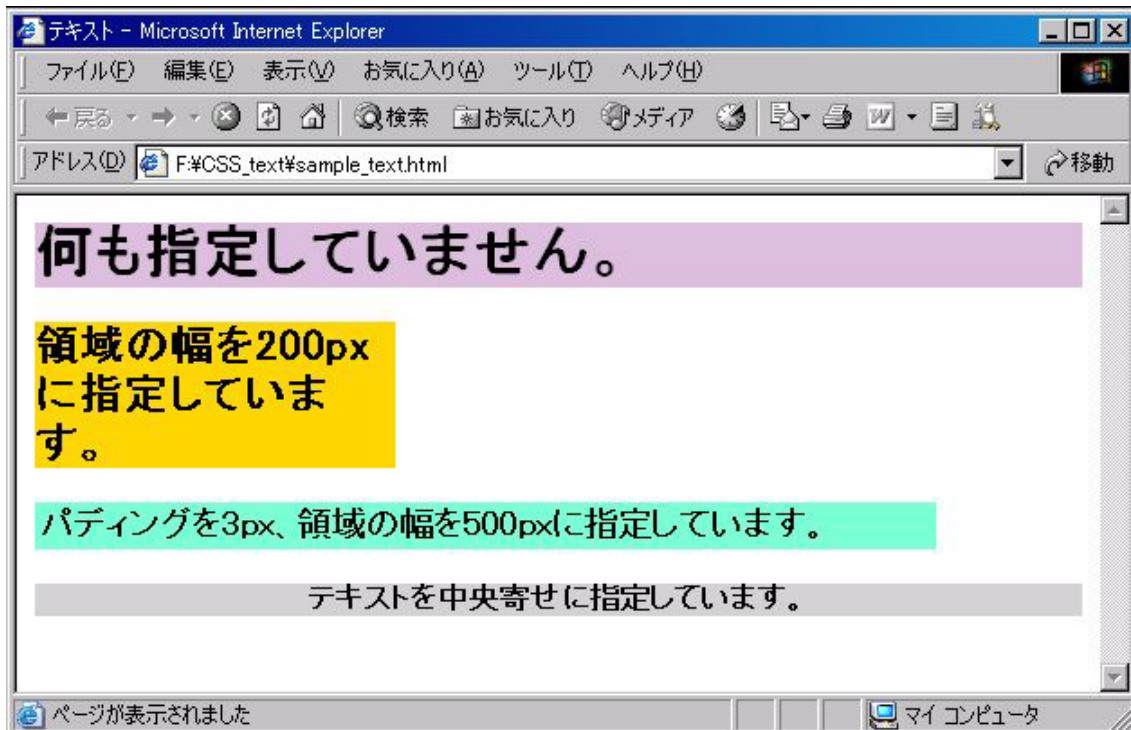 テキスト - Microsoft Internet Explorer
ファイル(F) 編集(E) 表示(V) お気に入り(A) ツール(T) ヘルプ(H)
戻る 検索 お気に入り メディア
アドレス(D) F:¥CSS_text¥sample_text.html 移動
何も指定していません。
領域の幅を200px
に指定していま
す。
パディングを3px、領域の幅を500pxに指定しています。
テキストを中央寄せに指定しています。
ページが表示されました マイ コンピュータ